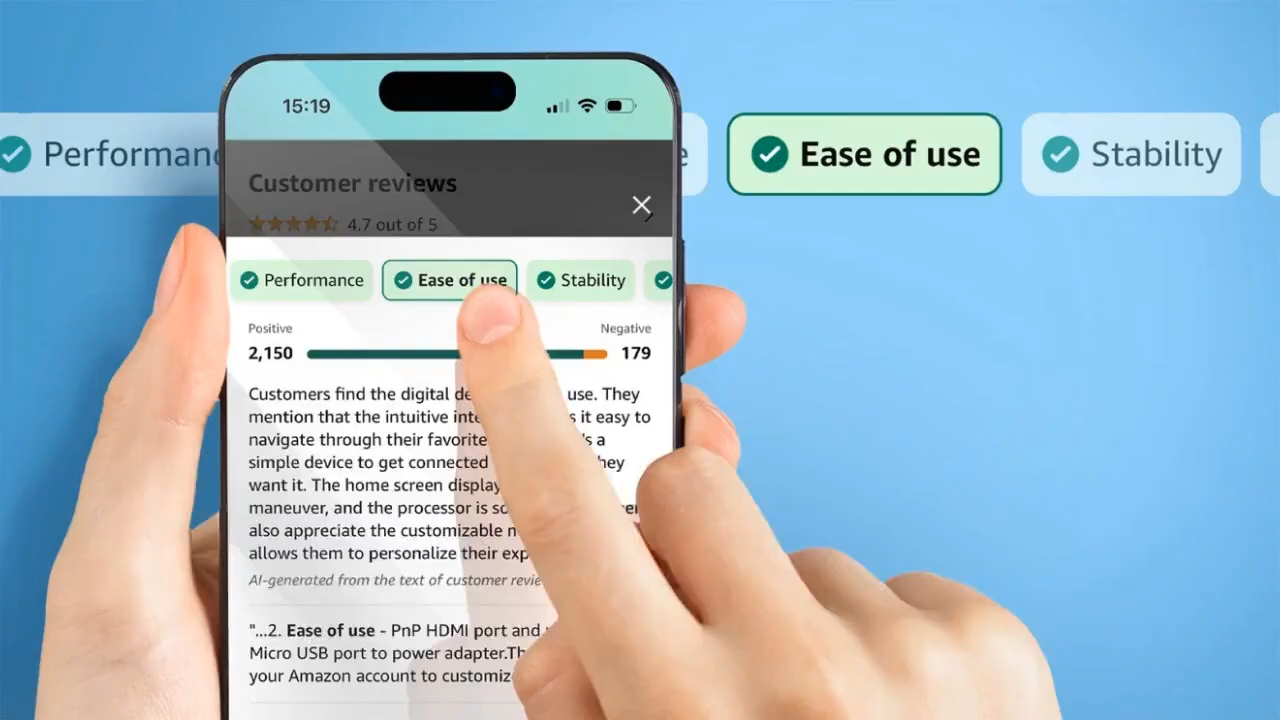 15:19
Performanc
e
Ease of use
Stability
Customer reviews
4.7 out of 5
Performance
Ease of use
Stability
Positive
Negative
2,150
179
Customers find the digital de use. They
mention that the intuitive inte s it easy to
navigate through their favorite 's a
simple device to get connected hey
want it. The home screen display
maneuver, and the processor is so
also appreciate the customizable
allows them to personalize their exp
AI-generated from the text of customer revie
"...2. Ease of use - PnP HDMI port and
Micro USB port to power adapter.Th
your Amazon account to customiz